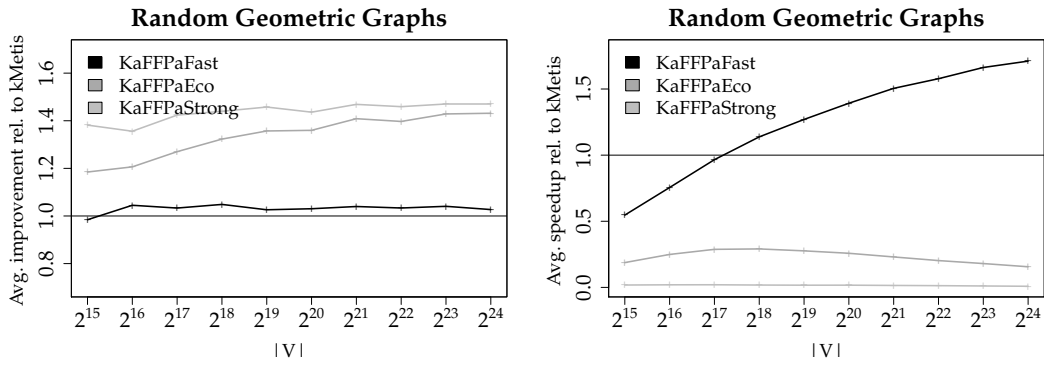 Random Geometric Graphs
Avg. improvement rel. to kMetis
KaFFPaFast
KaFFPaEco
KaFFPaStrong
1.6
1.4
1.2
1.0
0.8
2^15 2^16 2^17 2^18 2^19 2^20 2^21 2^22 2^23 2^24
|V|
Random Geometric Graphs
Avg. speedup rel. to kMetis
KaFFPaFast
KaFFPaEco
KaFFPaStrong
1.5
1.0
0.5
0.0
2^15 2^16 2^17 2^18 2^19 2^20 2^21 2^22 2^23 2^24
|V|